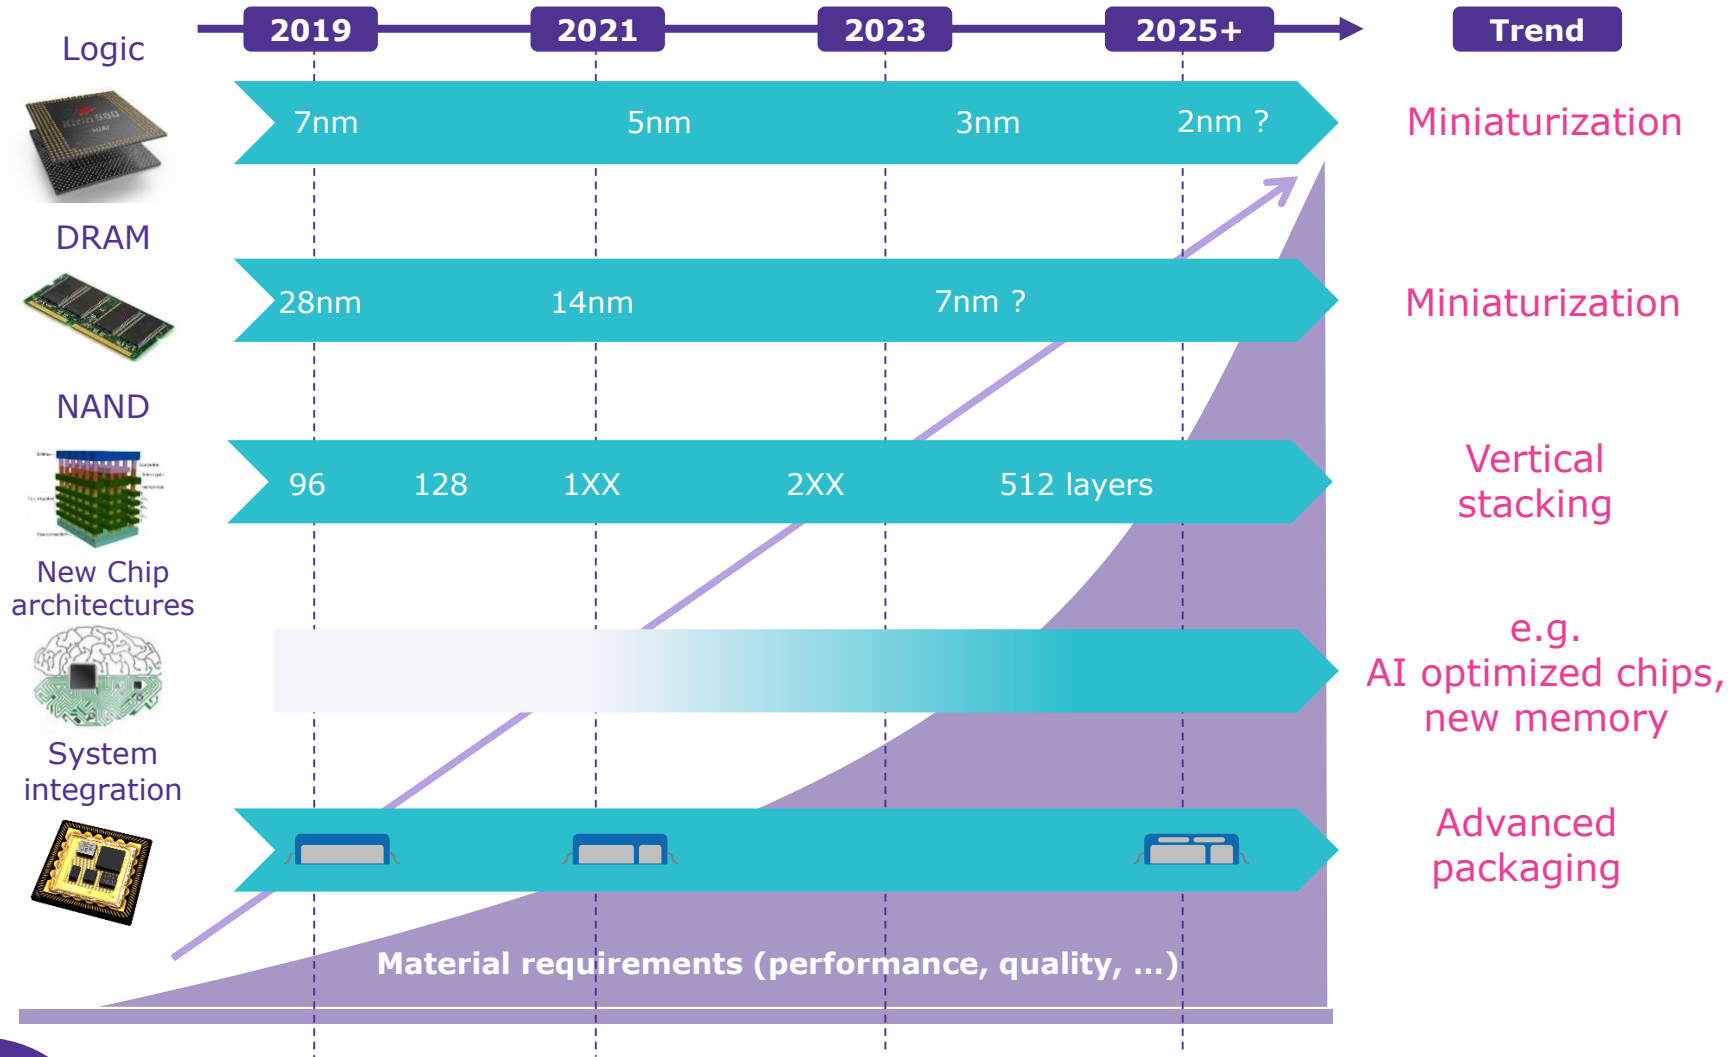 2019 2021 2023 2025+ Trend
Logic
Kirin 980
7nm 5nm 3nm 2nm ? Miniaturization
DRAM
28nm 14nm 7nm ? Miniaturization
NAND
96 128 1XX 2XX 512 layers
Vertical
stacking
New Chip
architectures
e.g.
AI optimized chips,
new memory
System
integration
Advanced
packaging
Material requirements (performance, quality, ...)